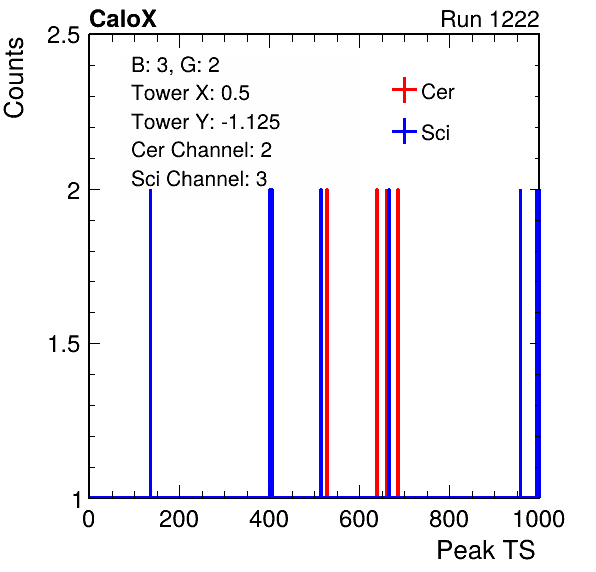 CaloX Run 1222
Counts
2.5
B: 3, G: 2
Tower X: 0.5
Tower Y: -1.125
Cer Channel: 2
Sci Channel: 3
Cer
Sci
2
1.5
1
0 200 400 600 800 1000
Peak TS